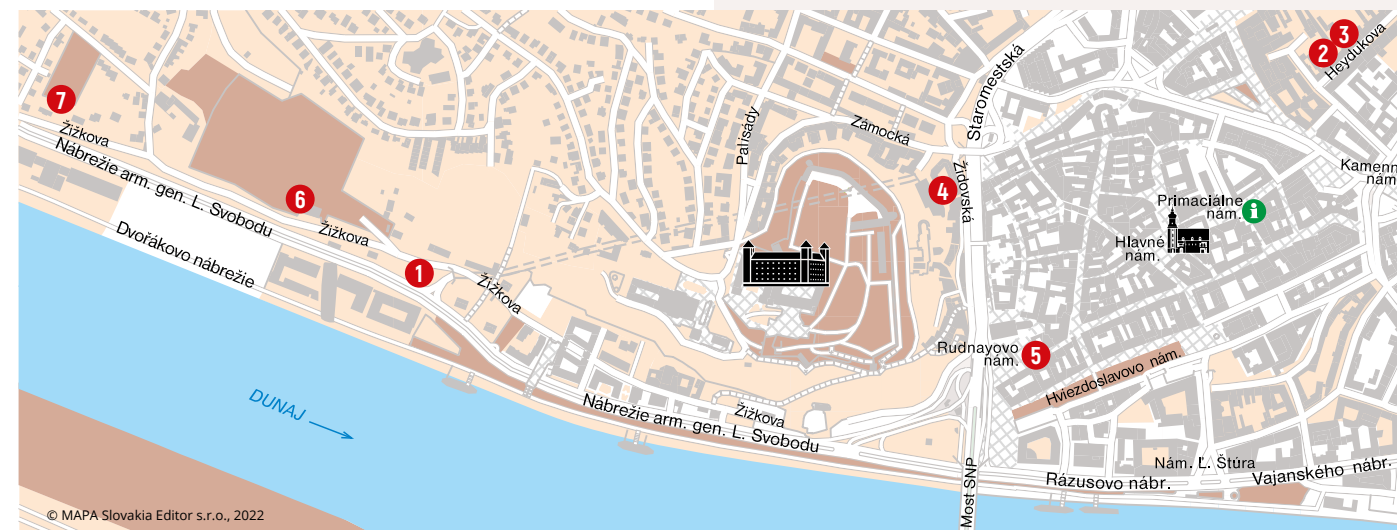 3
2
Heydukova
Staromestská
7
Žižkova
Palisády
Zámocká
Nábrežie arm. gen. L. Svobodu
Kamenn
nám
4
Židovská
6
Primaciálne
nám.
i
Dvořákovo nábrežie
Žižkova
Hlavné
nám.
1
Žižkova
Rudnayovo
nám.
5
Hviezdoslavovo nám.
DUNAJ
Nábrežie arm. gen. L. Svobodu
Žižkova
Most SNP
Nám. Ľ. Štúra
Rázusovo nábr.
Vajanského nábr.
© MAPA Slovakia Editor s.r.o., 2022